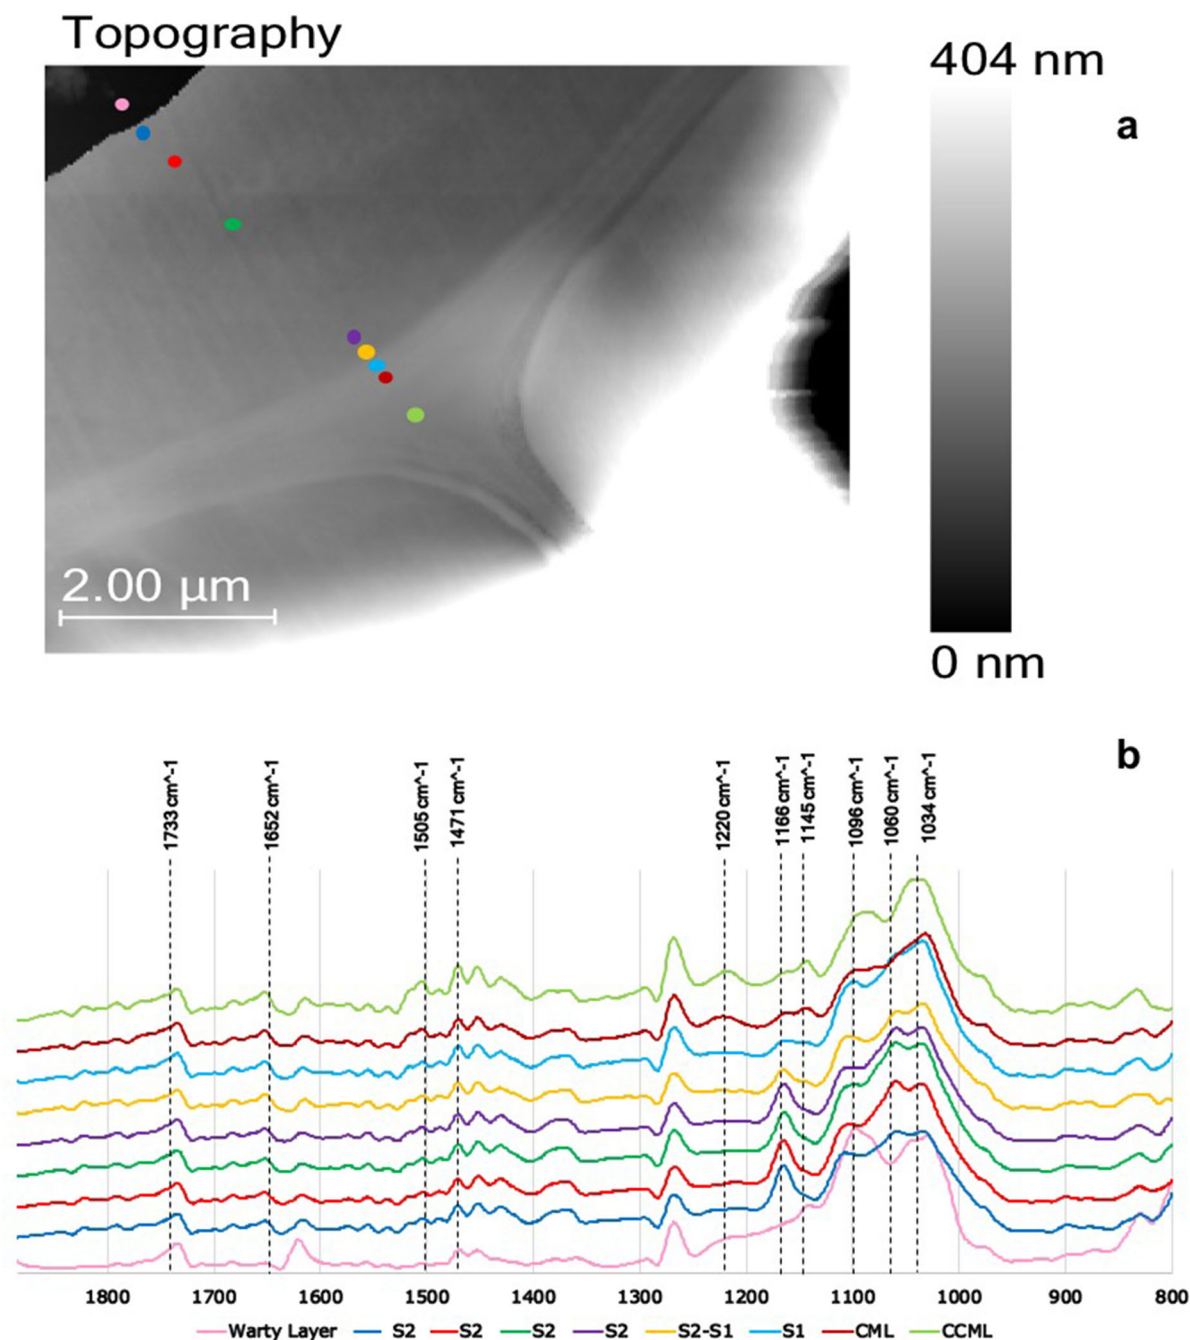 Topography
404 nm
a
2.00 µm
0 nm
b
1733 cm^-1
1652 cm^-1
1505 cm^-1
1471 cm^-1
1220 cm^-1
1166 cm^-1
1145 cm^-1
1096 cm^-1
1060 cm^-1
1034 cm^-1
1800 1700 1600 1500 1400 1300 1200 1100 1000 900 800
Warty Layer S2 S2 S2 S2 S2-S1 S1 CML CCML